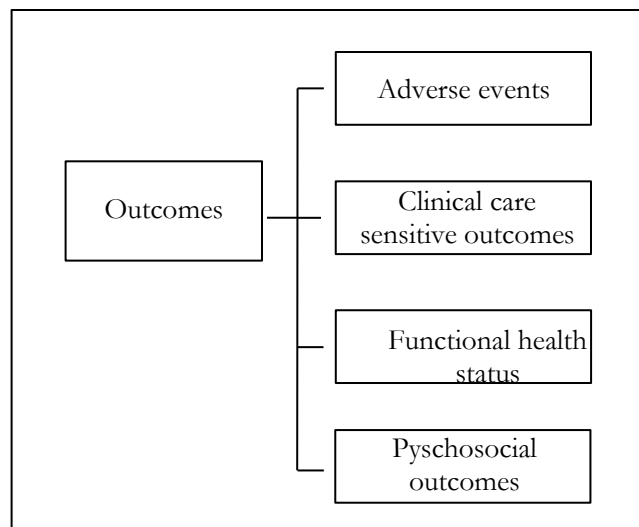 Outcomes
Adverse events
Clinical care
sensitive outcomes
Functional health
status
Pyschosocial
outcomes